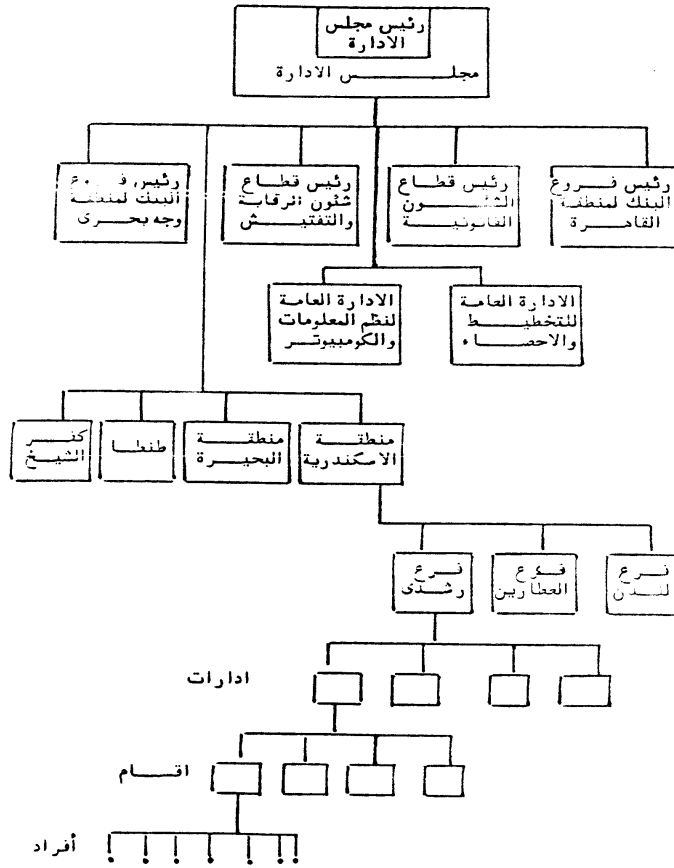 رئيس مجلس
الادارة
مجلس الادارة
رئيس فروع
البنك لمنطقة
القاهرة
رئيس قطاع
الشئون
القانونية
رئيس قطاع
شئون الرقابة
والتفتيش
رئيس فروع
البنك لمنطقة
وجه بحرى
الادارة العامة
للتخطيط
والاحصاء
الادارة العامة
لنظم المعلومات
والكومبيوتر
منطقة
الاسكندرية
منطقة
البحيرة
طنطا
كفر
الشيخ
فرع
لندن
فرع
العطارين
فرع
رشدى
ادارات
اقسام
أفراد